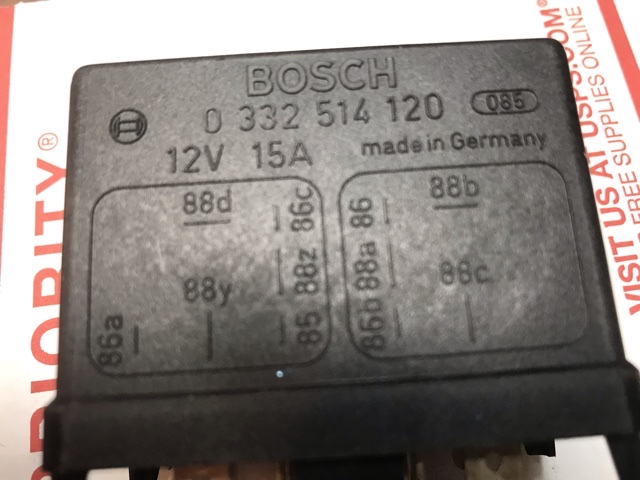 BOSCH
0 332 514 120 085
12V 15A made in Germany
88d 86c 86 88b
88y 88z 88a 88c
86a 85 86b
PRIORITY®
VISIT US AT USPS.COM®
FREE SUPPLIES ONLINE